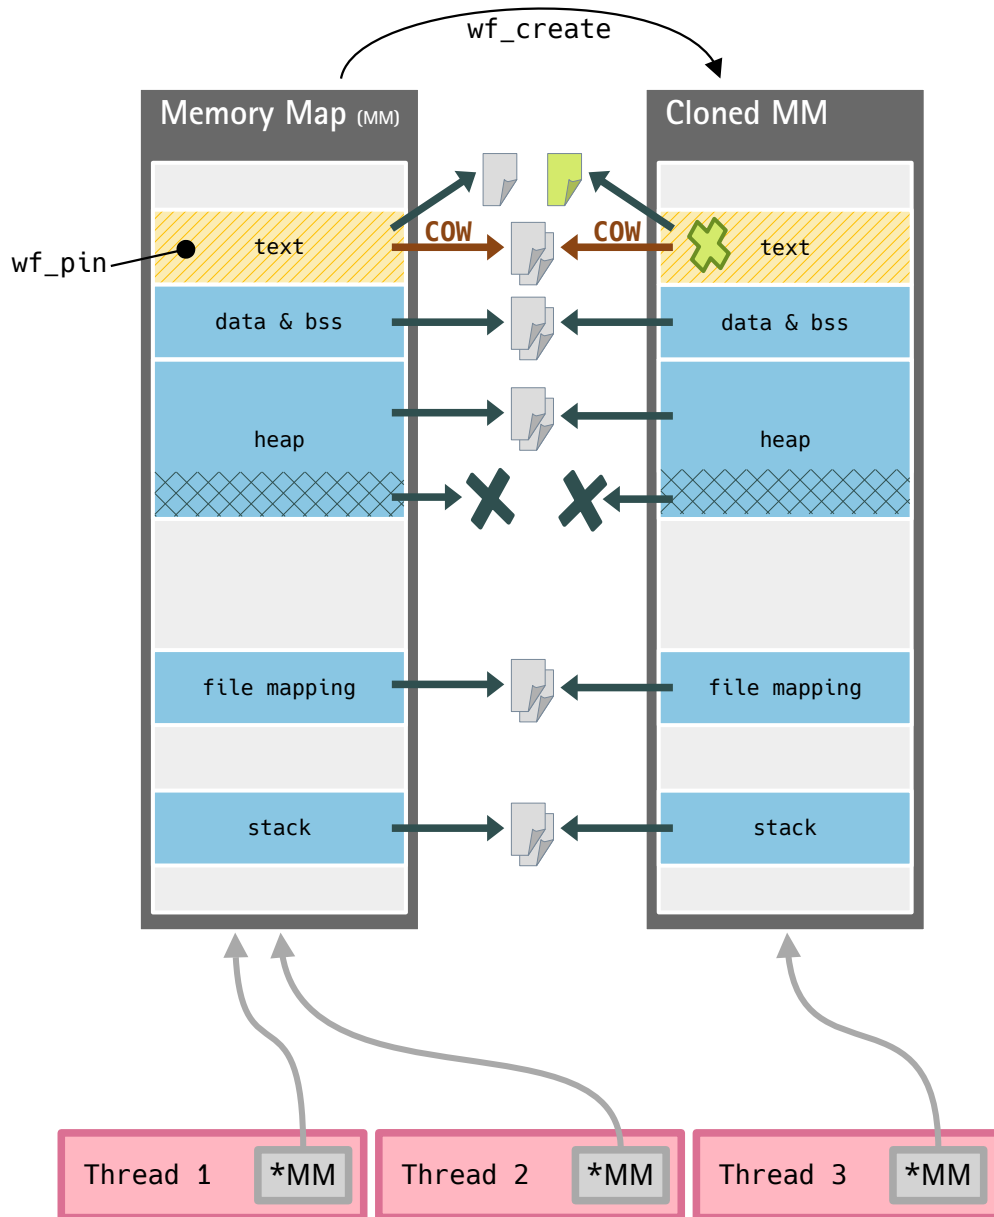 wf_create
Memory Map (MM)
Cloned MM
COW
COW
text
text
wf_pin
data & bss
data & bss
heap
heap
file mapping
file mapping
stack
stack
Thread 1
*MM
Thread 2
*MM
Thread 3
*MM